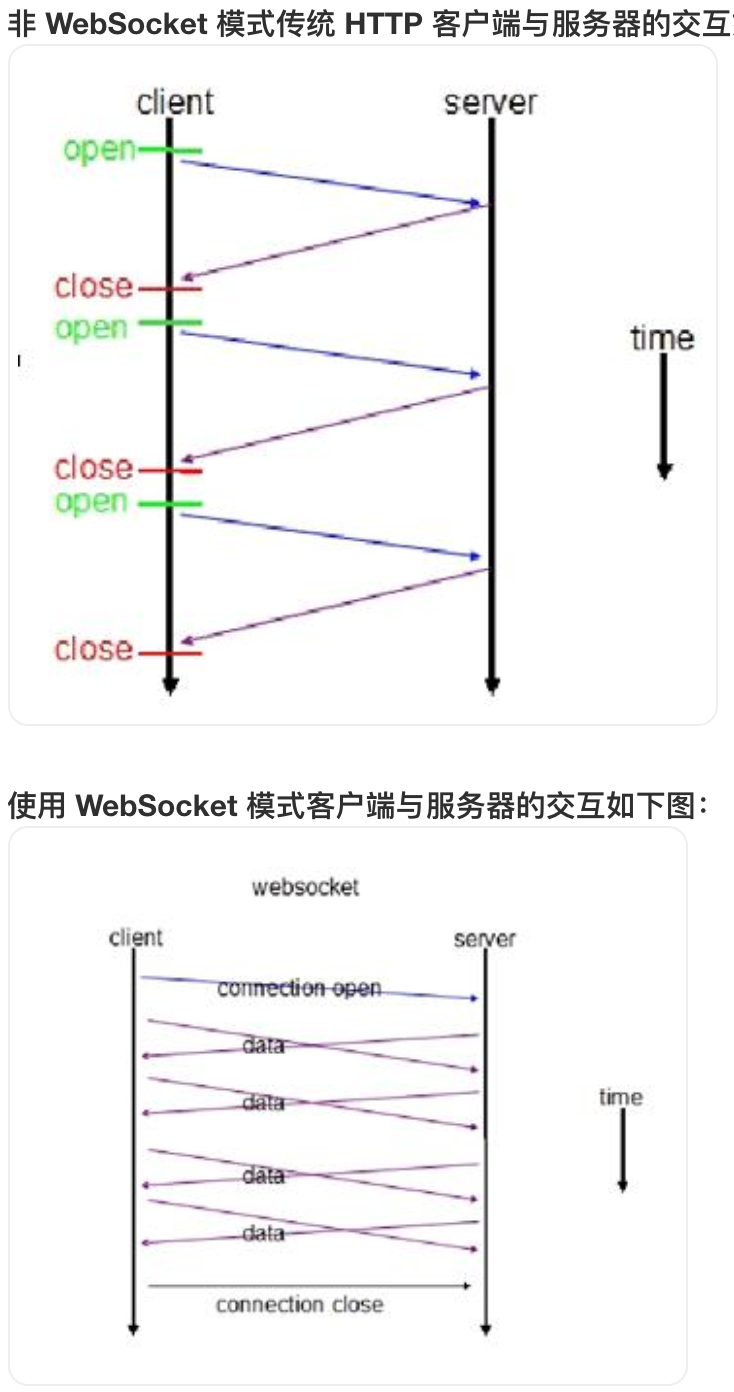 非 WebSocket 模式传统 HTTP 客户端与服务器的交互
client server
open
close
open
time
close
open
close
使用 WebSocket 模式客户端与服务器的交互如下图：
websocket
client server
connection open
data
data
time
data
data
connection close